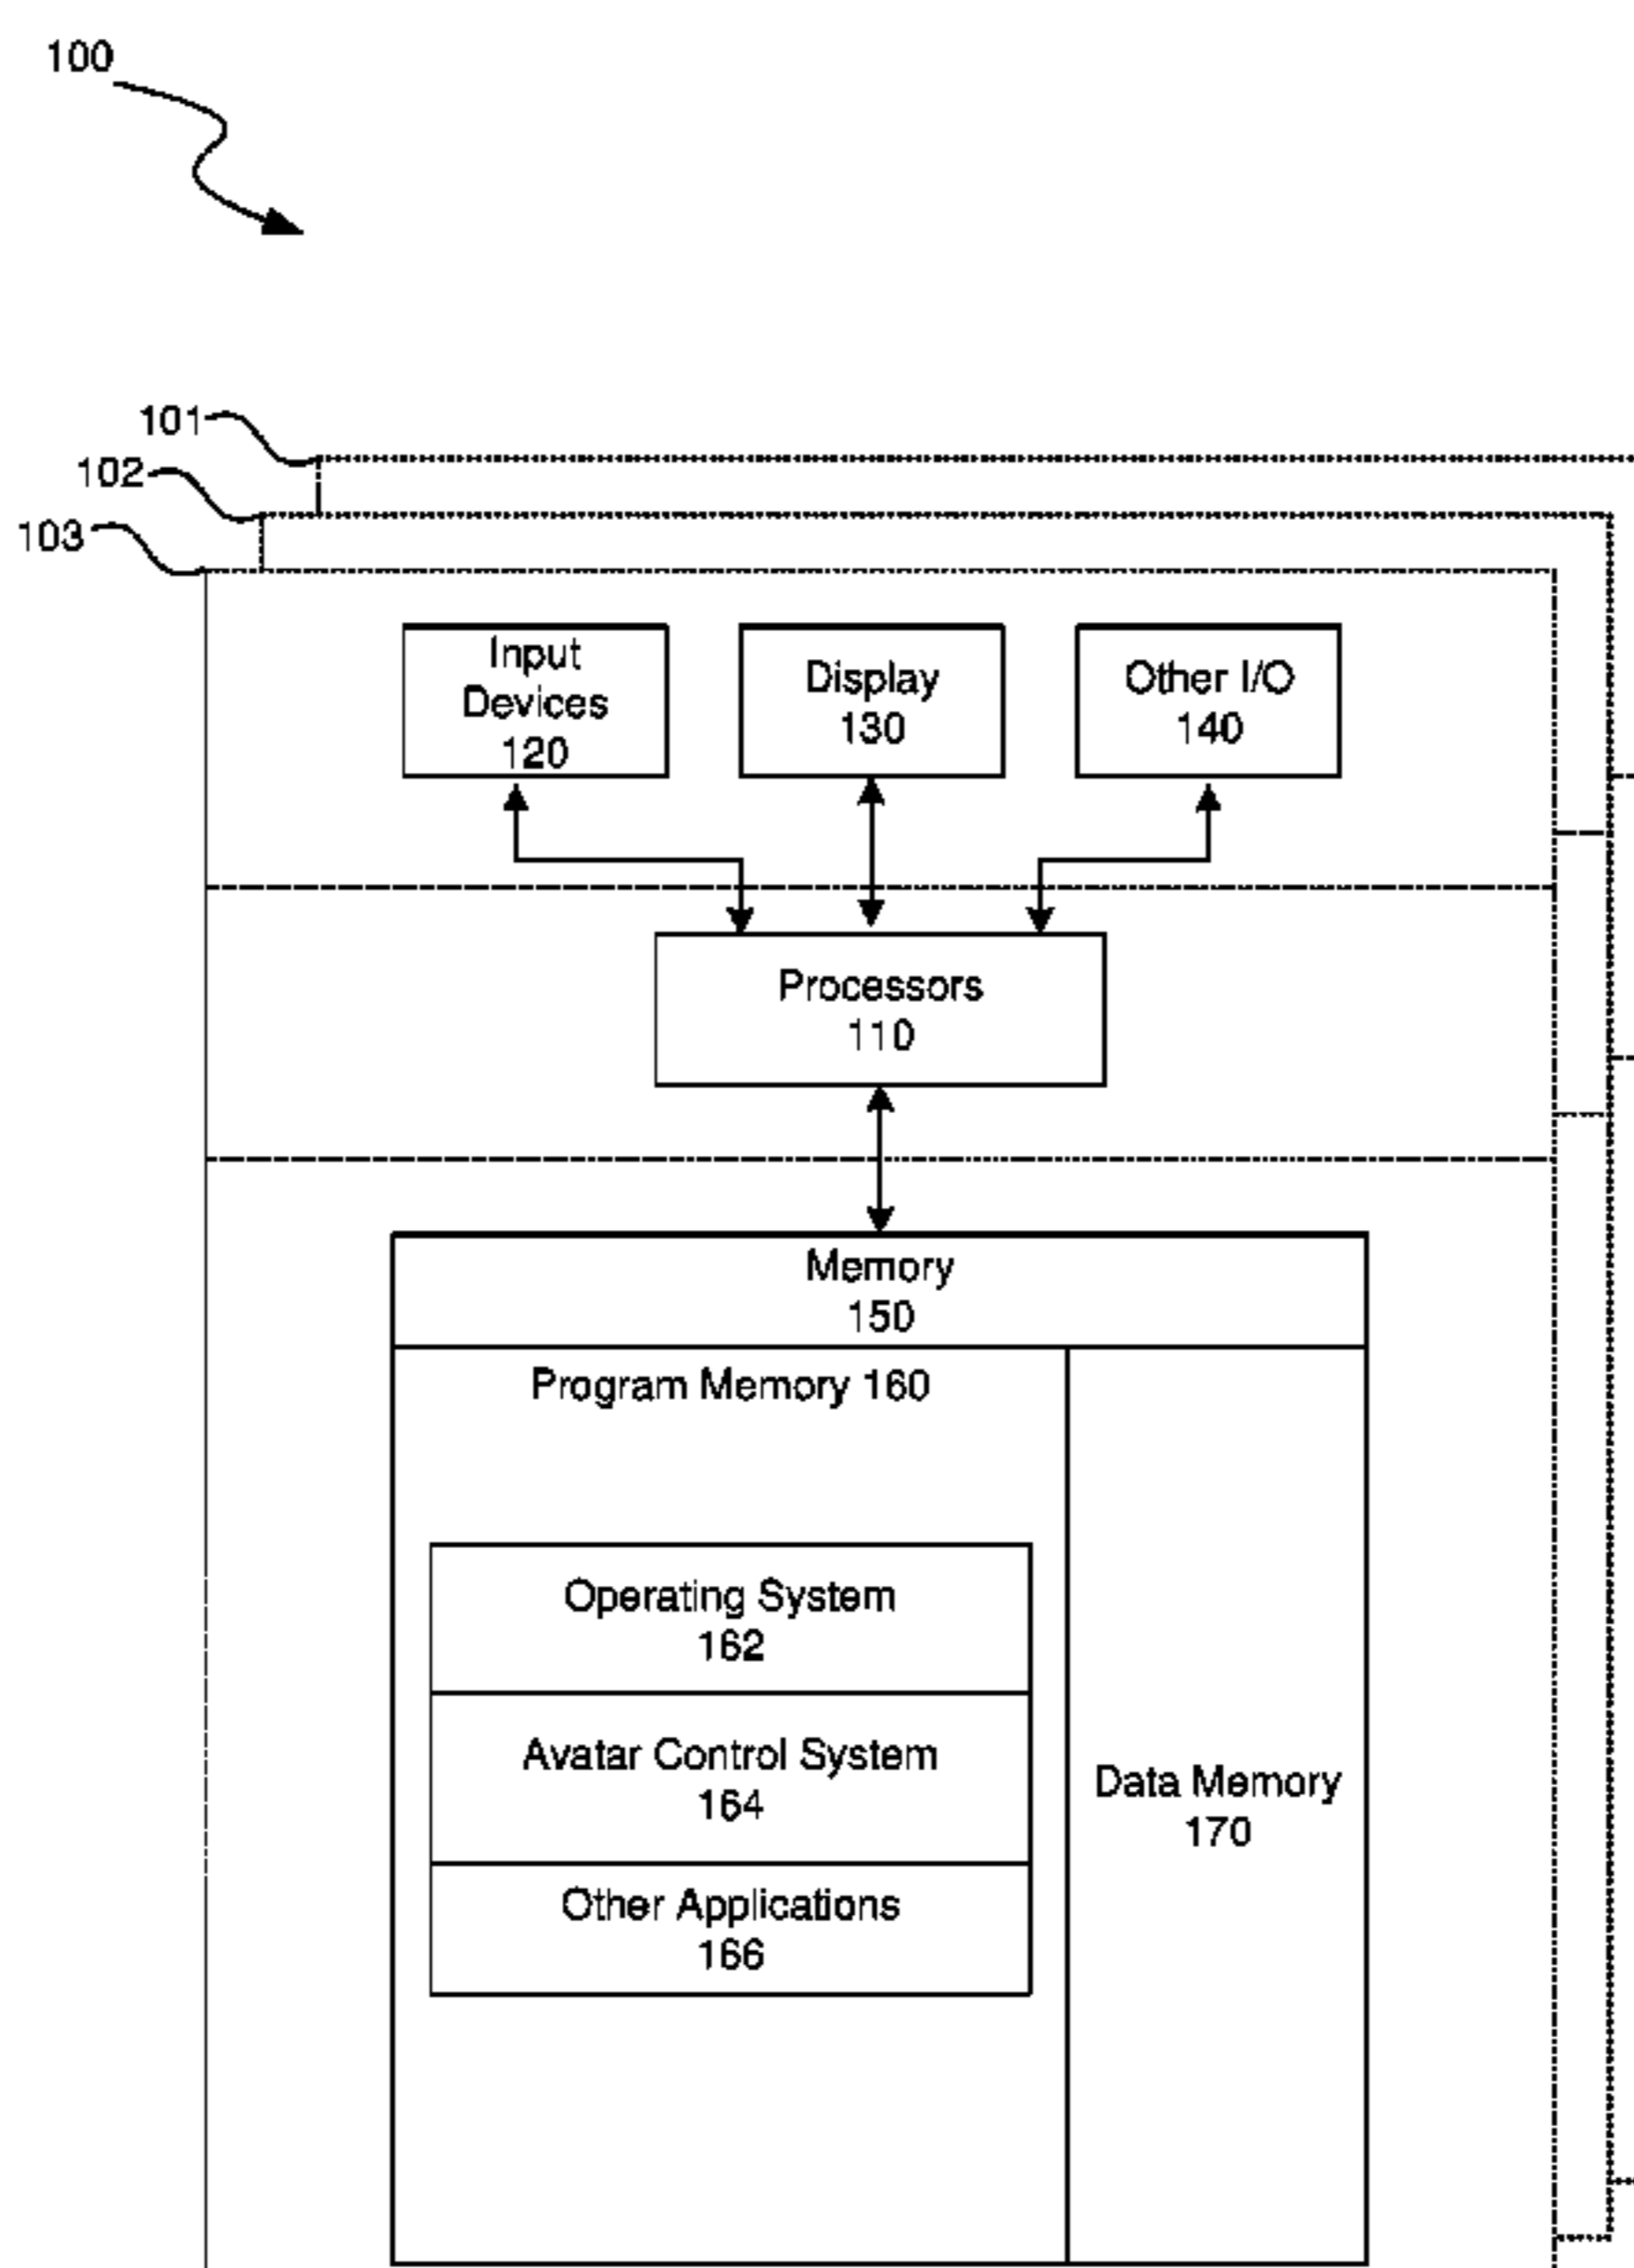 100
101
102
103
Input
Devices
120
Display
130
Other I/O
140
Processors
110
Memory
150
Program Memory 160
Operating System
162
Avatar Control System
164
Other Applications
166
Data Memory
170